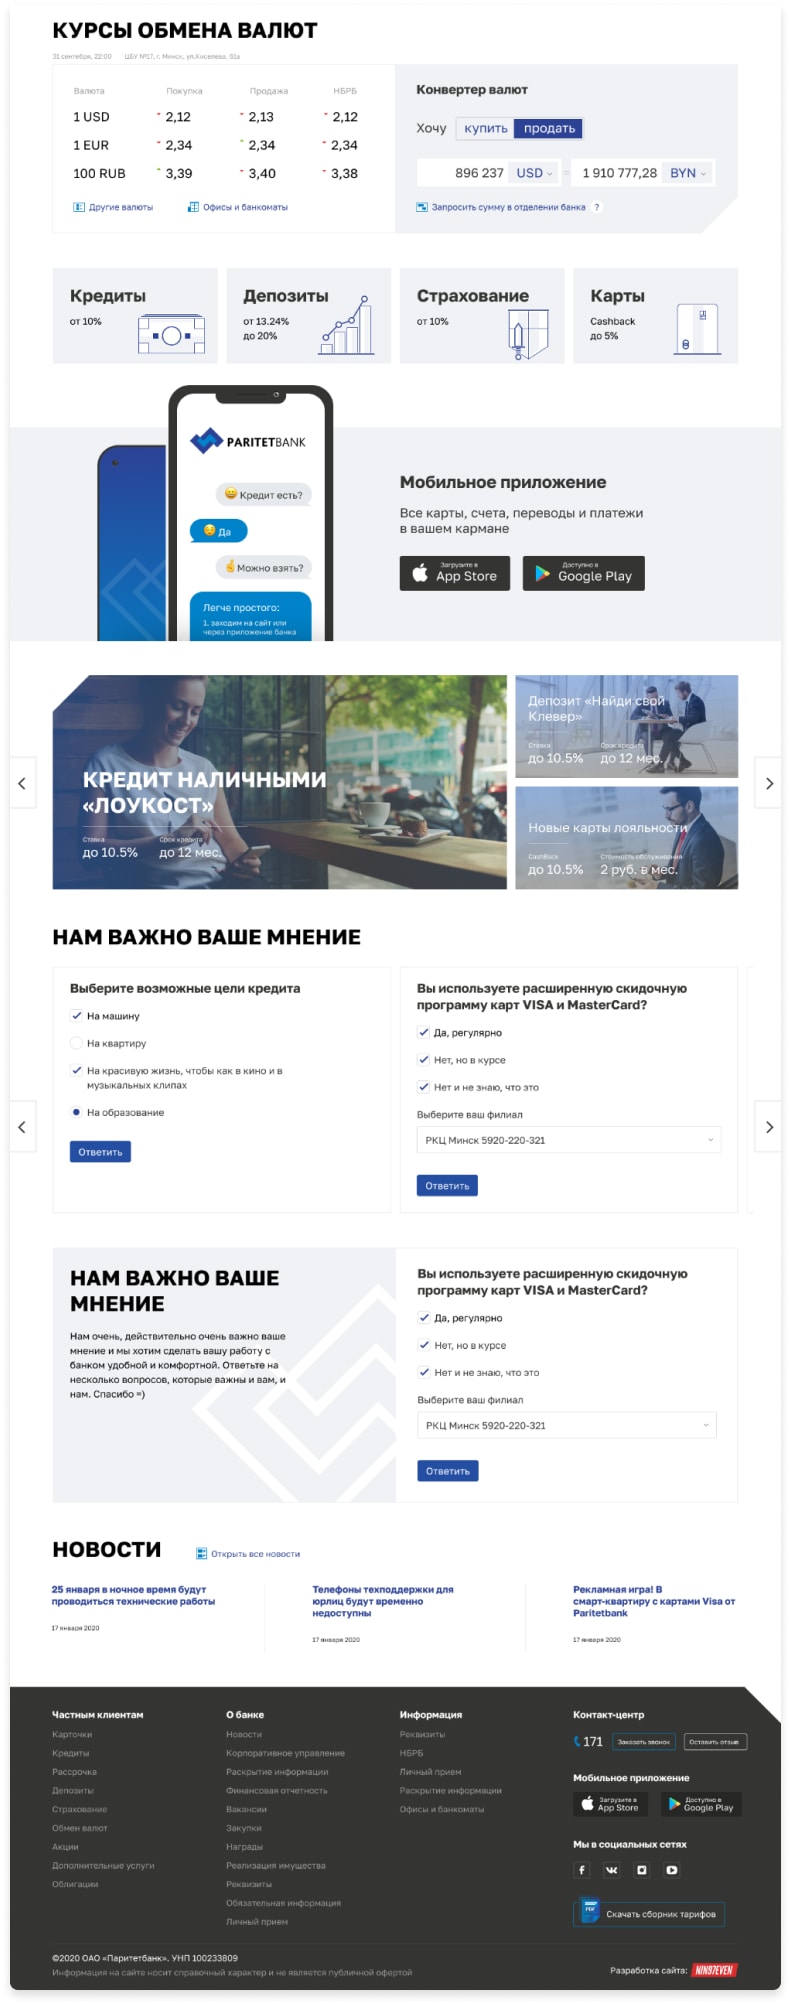 КУРСЫ ОБМЕНА ВАЛЮТ
31 сентября, 22:00 ЦБУ №17, г. Минск, ул.Киселева, 61а
Валюта Покупка Продажа НБРБ
1 USD 2,12 2,13 2,12
1 EUR 2,34 2,34 2,34
100 RUB 3,39 3,40 3,38
Другие валюты Офисы и банкоматы
Конвертер валют
Хочу купить продать
896 237 USD = 1 910 777,28 BYN
Запросить сумму в отделении банка ?
Кредиты
от 10%
Депозиты
от 13.24%
до 20%
Страхование
от 10%
Карты
Cashback
до 5%
PARITETBANK
Кредит есть?
Да
Можно взять?
Легче простого:
1. заходим на сайт или
через приложение банка
Мобильное приложение
Все карты, счета, переводы и платежи
в вашем кармане
Загрузите в
App Store
Доступно в
Google Play
КРЕДИТ НАЛИЧНЫМИ
«ЛОУКОСТ»
Ставка Срок кредита
до 10.5% до 12 мес.
Депозит «Найди свой
Клевер»
Ставка Срок кредита
до 10.5% до 12 мес.
Новые карты лояльности
CashBack Стоимость обслуживания
до 10.5% 2 руб. в мес.
НАМ ВАЖНО ВАШЕ МНЕНИЕ
Выберите возможные цели кредита
На машину
На квартиру
На красивую жизнь, чтобы как в кино и в
музыкальных клипах
На образование
Ответить
Вы используете расширенную скидочную
программу карт VISA и MasterCard?
Да, регулярно
Нет, но в курсе
Нет и не знаю, что это
Выберите ваш филиал
РКЦ Минск 5920-220-321
Ответить
НАМ ВАЖНО ВАШЕ
МНЕНИЕ
Нам очень, действительно очень важно ваше
мнение и мы хотим сделать вашу работу с
банком удобной и комфортной. Ответьте на
несколько вопросов, которые важны и вам, и
нам. Спасибо =)
Вы используете расширенную скидочную
программу карт VISA и MasterCard?
Да, регулярно
Нет, но в курсе
Нет и не знаю, что это
Выберите ваш филиал
РКЦ Минск 5920-220-321
Ответить
НОВОСТИ Открыть все новости
25 января в ночное время будут
проводиться технические работы
17 января 2020
Телефоны техподдержки для
юрлиц будут временно
недоступны
17 января 2020
Рекламная игра! В
смарт-квартиру с картами Visa от
Paritetbank
17 января 2020
Частным клиентам
Карточки
Кредиты
Рассрочка
Депозиты
Страхование
Обмен валют
Акции
Дополнительные услуги
Облигации
О банке
Новости
Корпоративное управление
Раскрытие информации
Финансовая отчетность
Вакансии
Закупки
Награды
Реализация имущества
Реквизиты
Обязательная информация
Личный прием
Информация
Реквизиты
НБРБ
Личный прием
Раскрытие информации
Офисы и банкоматы
Контакт-центр
171 Заказать звонок Оставить отзыв
Мобильное приложение
Загрузите в
App Store
Доступно в
Google Play
Мы в социальных сетях
PDF
Скачать сборник тарифов
©2020 ОАО «Паритетбанк». УНП 100233809
Информация на сайте носит справочный характер и не является публичной офертой
Разработка сайта: NINE7EVEN